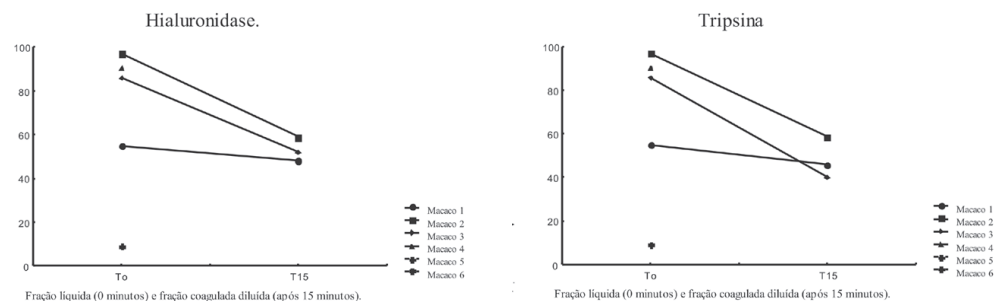 Hialuronidase.
100
80
60
40
20
0
To
T15
Macaco 1
Macaco 2
Macaco 3
Macaco 4
Macaco 5
Macaco 6
Fração líquida (0 minutos) e fração coagulada diluída (após 15 minutos).
Tripsina
100
80
60
40
20
0
To
T15
Macaco 1
Macaco 2
Macaco 3
Macaco 4
Macaco 5
Macaco 6
Fração líquida (0 minutos) e fração coagulada diluída (após 15 minutos).